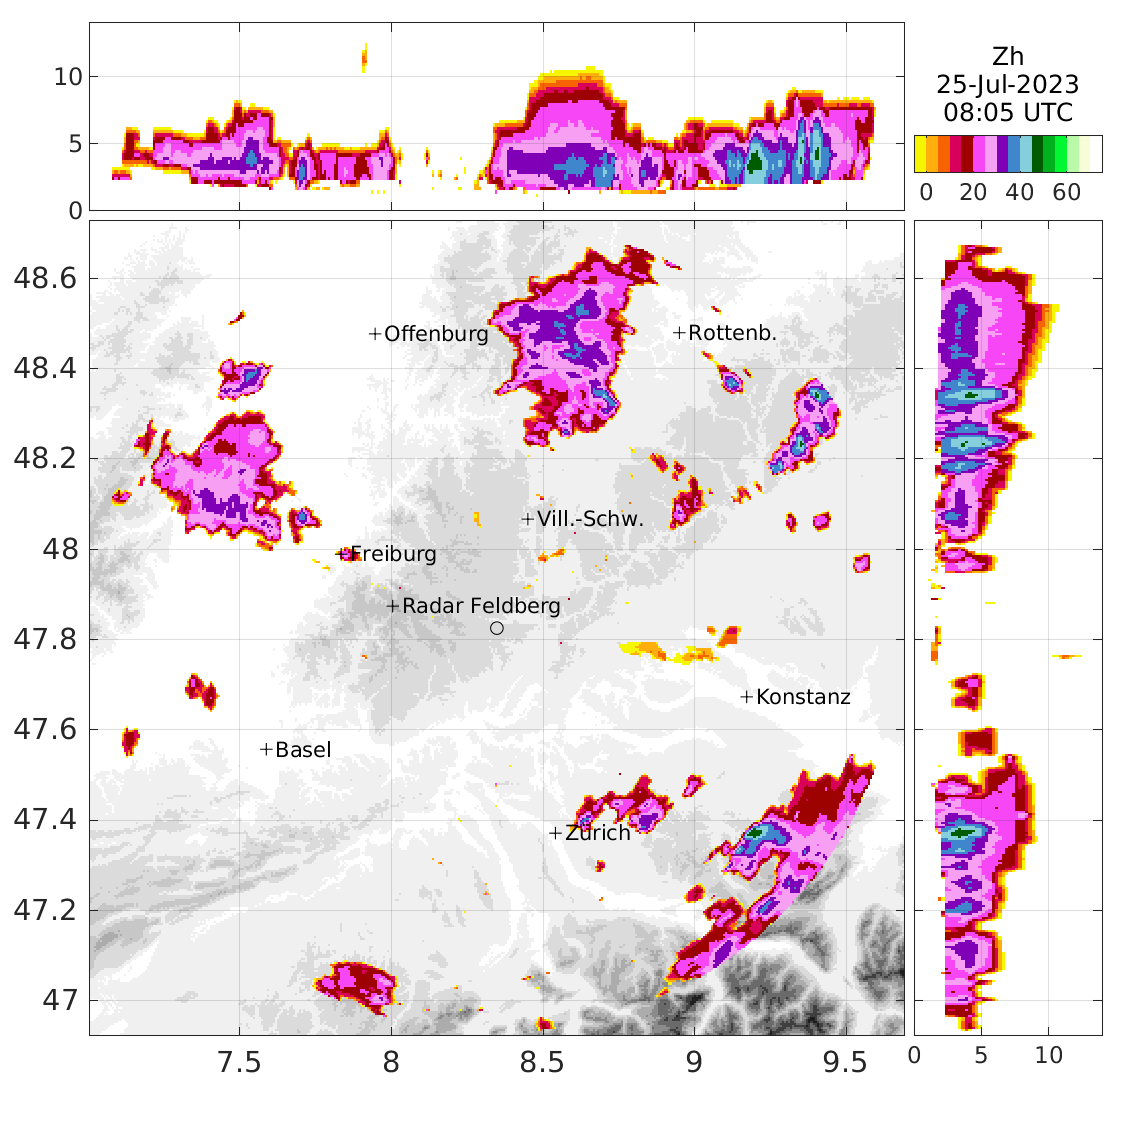 10
5
0
Zh
25-Jul-2023
08:05 UTC
0 20 40 60
48.6
48.4
48.2
48
47.8
47.6
47.4
47.2
47
+Offenburg
+Rottenb.
+Vill.-Schw.
+Freiburg
+Radar Feldberg
+Konstanz
+Basel
+Zürich
7.5 8 8.5 9 9.5
0 5 10